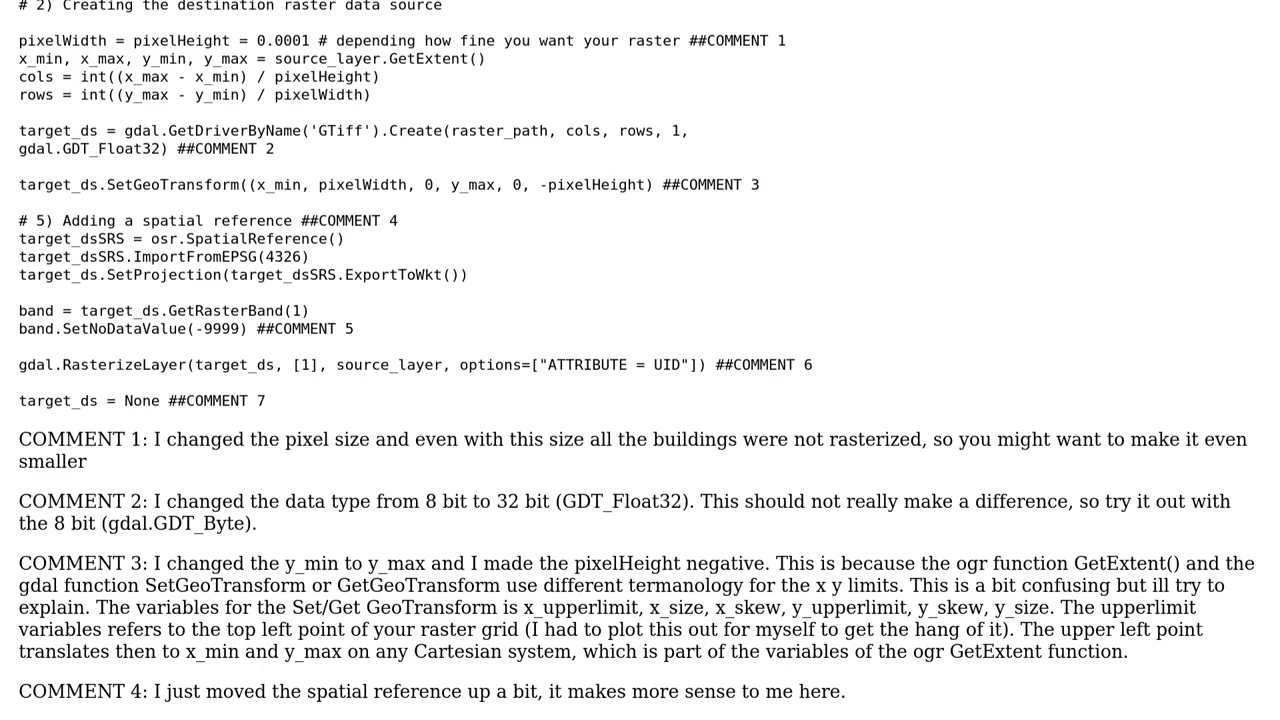 # 2) Creating the destination raster data source
pixelWidth = pixelHeight = 0.0001 # depending how fine you want your raster ##COMMENT 1
x_min, x_max, y_min, y_max = source_layer.GetExtent()
cols = int((x_max - x_min) / pixelHeight)
rows = int((y_max - y_min) / pixelWidth)
target_ds = gdal.GetDriverByName('GTiff').Create(raster_path, cols, rows, 1,
gdal.GDT_Float32) ##COMMENT 2
target_ds.SetGeoTransform((x_min, pixelWidth, 0, y_max, 0, -pixelHeight) ##COMMENT 3
# 5) Adding a spatial reference ##COMMENT 4
target_dsSRS = osr.SpatialReference()
target_dsSRS.ImportFromEPSG(4326)
target_ds.SetProjection(target_dsSRS.ExportToWkt())
band = target_ds.GetRasterBand(1)
band.SetNoDataValue(-9999) ##COMMENT 5
gdal.RasterizeLayer(target_ds, [1], source_layer, options=["ATTRIBUTE = UID"]) ##COMMENT 6
target_ds = None ##COMMENT 7
COMMENT 1: I changed the pixel size and even with this size all the buildings were not rasterized, so you might want to make it even
smaller
COMMENT 2: I changed the data type from 8 bit to 32 bit (GDT_Float32). This should not really make a difference, so try it out with
the 8 bit (gdal.GDT_Byte).
COMMENT 3: I changed the y_min to y_max and I made the pixelHeight negative. This is because the ogr function GetExtent() and the
gdal function SetGeoTransform or GetGeoTransform use different termanology for the x y limits. This is a bit confusing but ill try to
explain. The variables for the Set/Get GeoTransform is x_upperlimit, x_size, x_skew, y_upperlimit, y_skew, y_size. The upperlimit
variables refers to the top left point of your raster grid (I had to plot this out for myself to get the hang of it). The upper left point
translates then to x_min and y_max on any Cartesian system, which is part of the variables of the ogr GetExtent function.
COMMENT 4: I just moved the spatial reference up a bit, it makes more sense to me here.